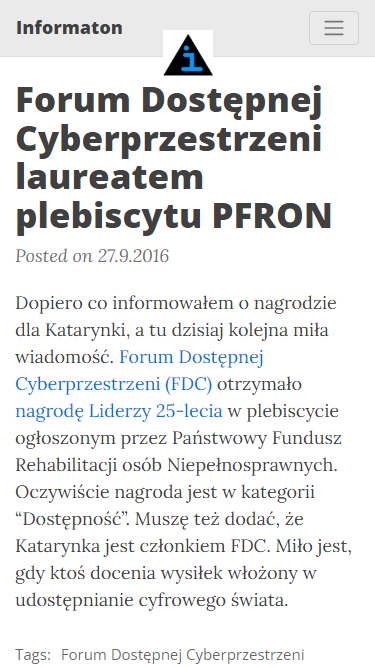 Informaton
Forum Dostępnej
Cyberprzestrzeni
laureatem
plebiscytu PFRON
Posted on 27.9.2016
Dopiero co informowałem o nagrodzie
dla Katarynki, a tu dzisiaj kolejna miła
wiadomość. Forum Dostępnej
Cyberprzestrzeni (FDC) otrzymało
nagrodę Liderzy 25-lecia w plebiscycie
ogłoszonym przez Państwowy Fundusz
Rehabilitacji osób Niepełnosprawnych.
Oczywiście nagroda jest w kategorii
“Dostępność”. Muszę też dodać, że
Katarynka jest członkiem FDC. Miło jest,
gdy ktoś docenia wysiłek włożony w
udostępnianie cyfrowego świata.
Tags: Forum Dostępnej Cyberprzestrzeni